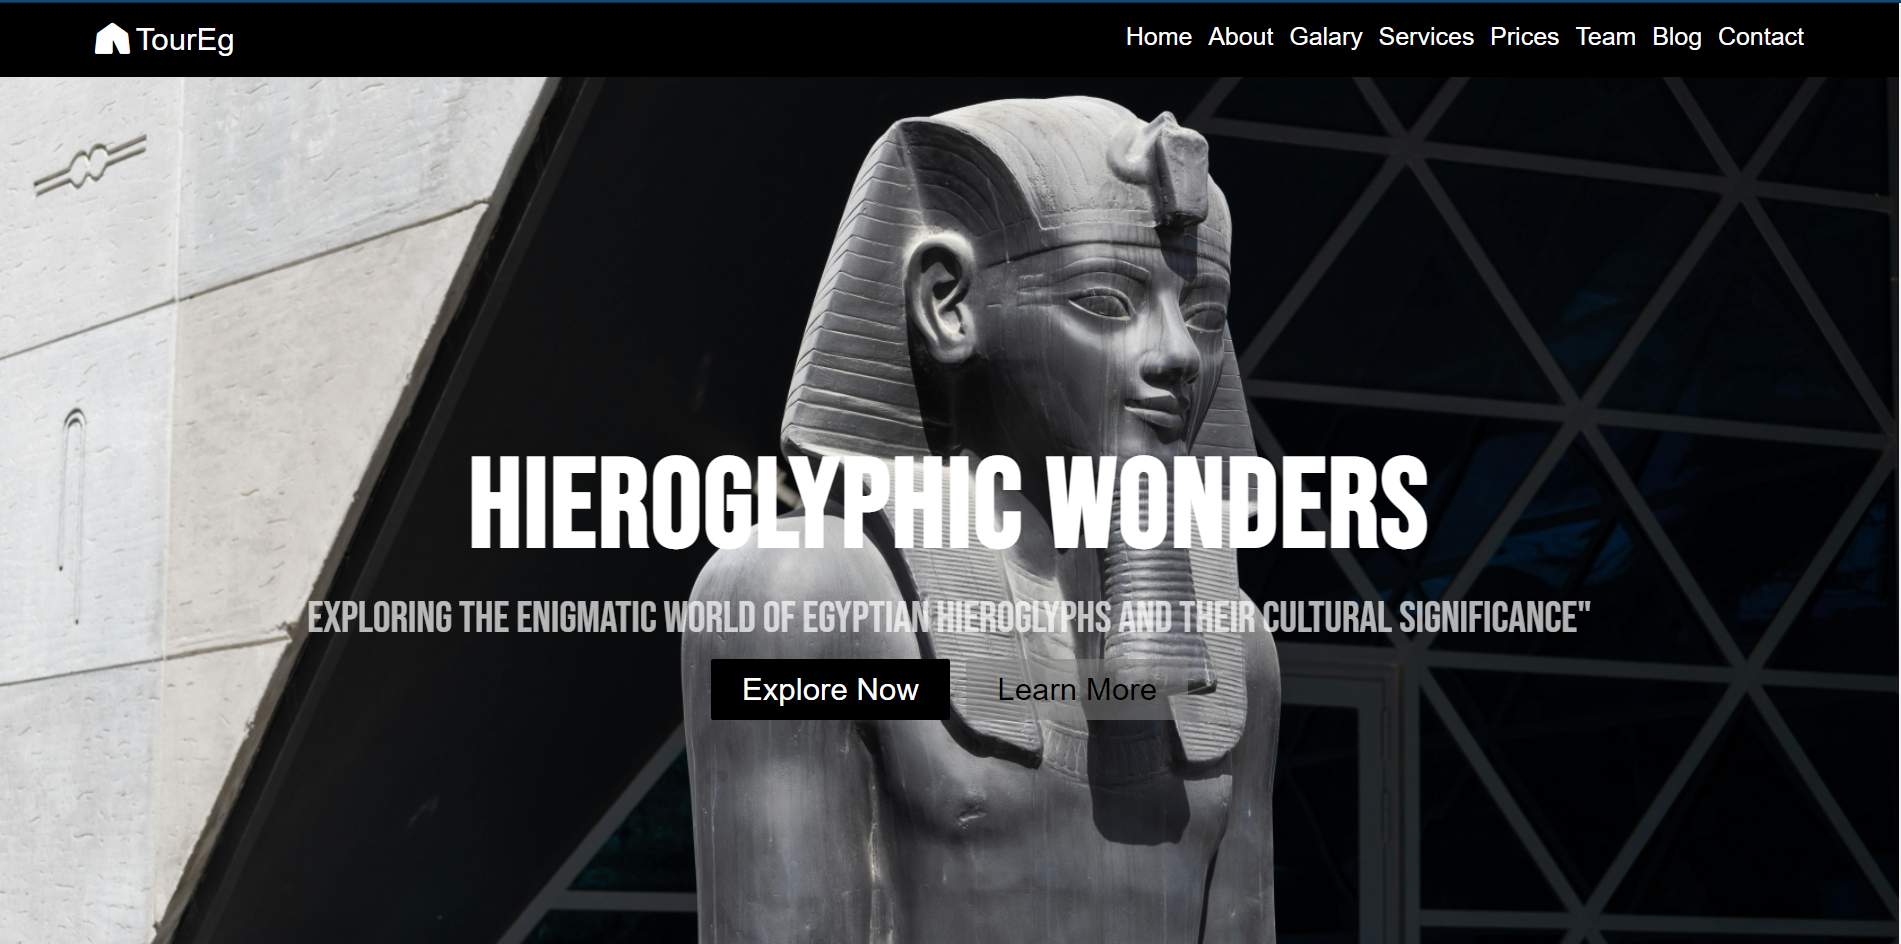 TourEg
Home About Galary Services Prices Team Blog Contact
HIEROGLYPHIC WONDERS
EXPLORING THE ENIGMATIC WORLD OF EGYPTIAN HIEROGLYPHS AND THEIR CULTURAL SIGNIFICANCE"
Explore Now Learn More